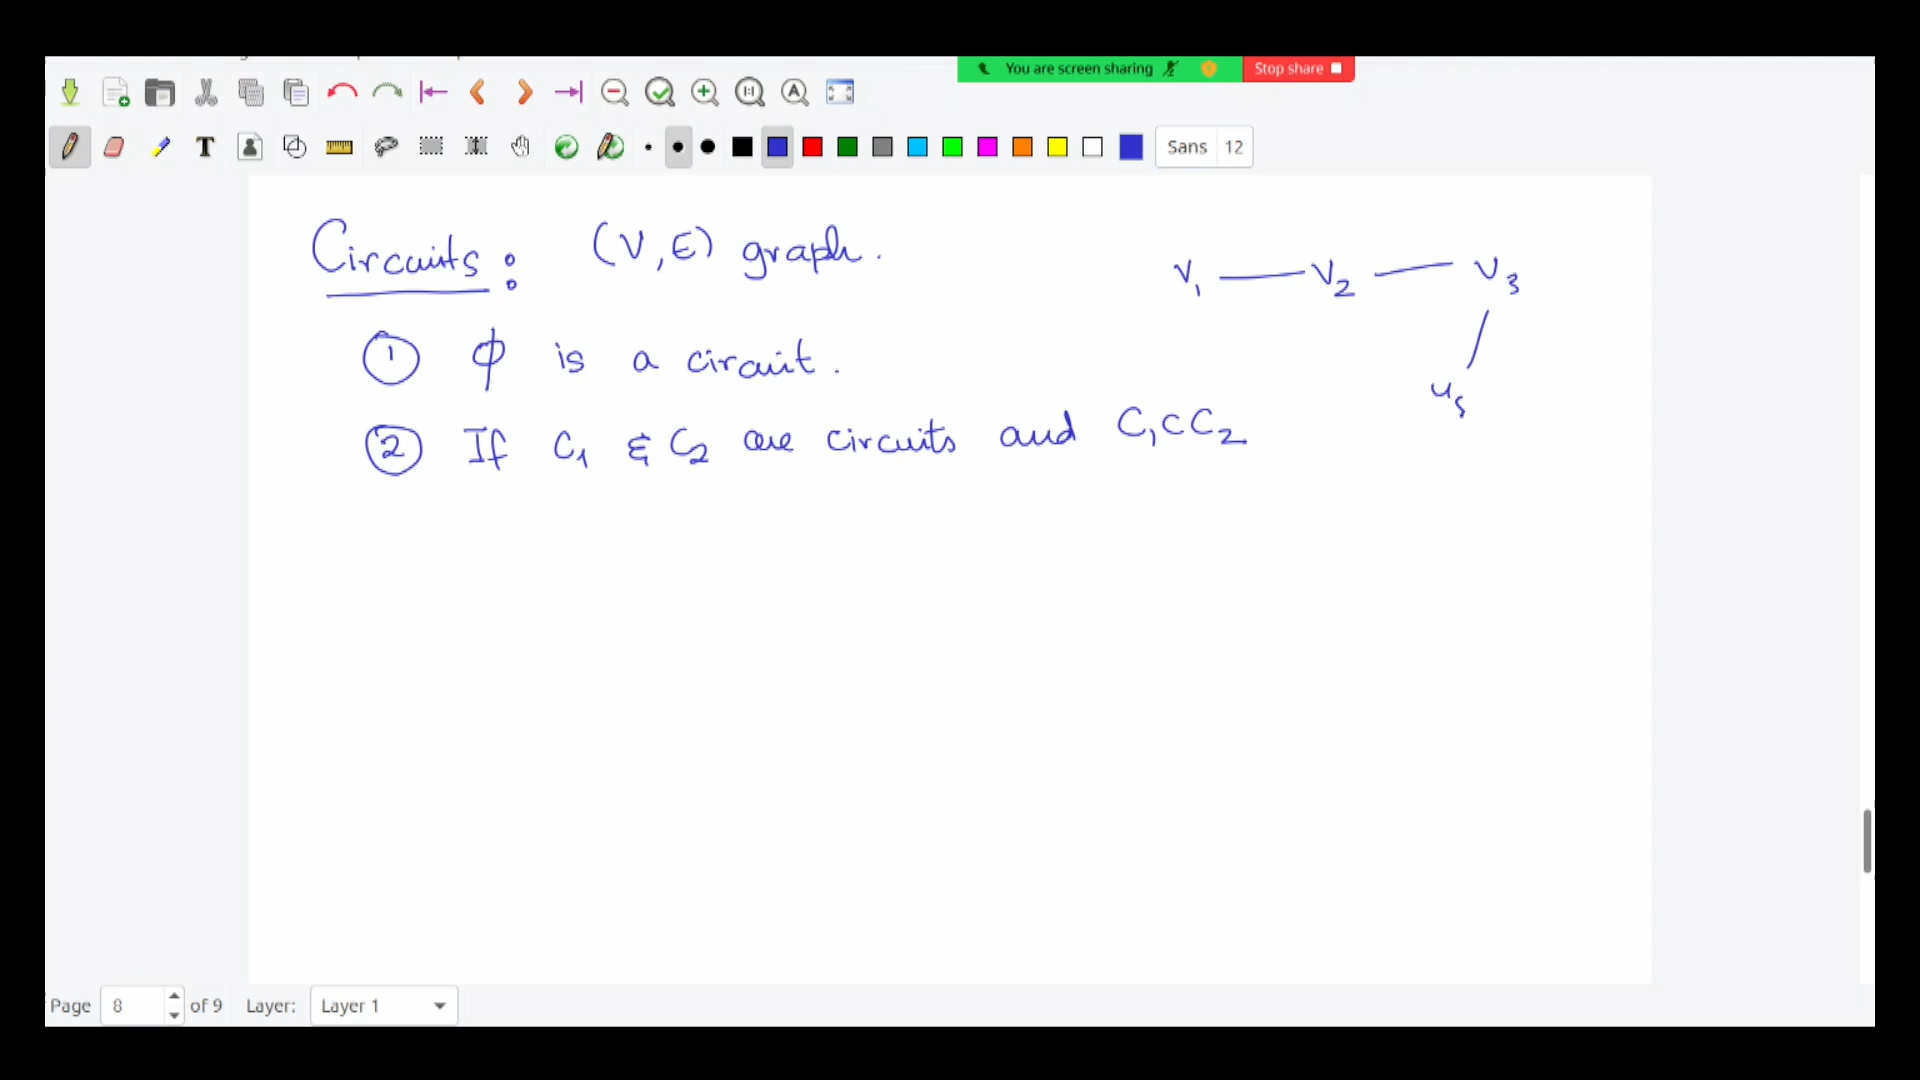 You are screen sharing Stop share
Sans 12
Circuits : (V, E) graph.
V₁ — V₂ — V₃
① ϕ is a circuit.
② If C₁ & C₂ are circuits and C₁ ⊂ C₂
Page 8 of 9 Layer: Layer 1